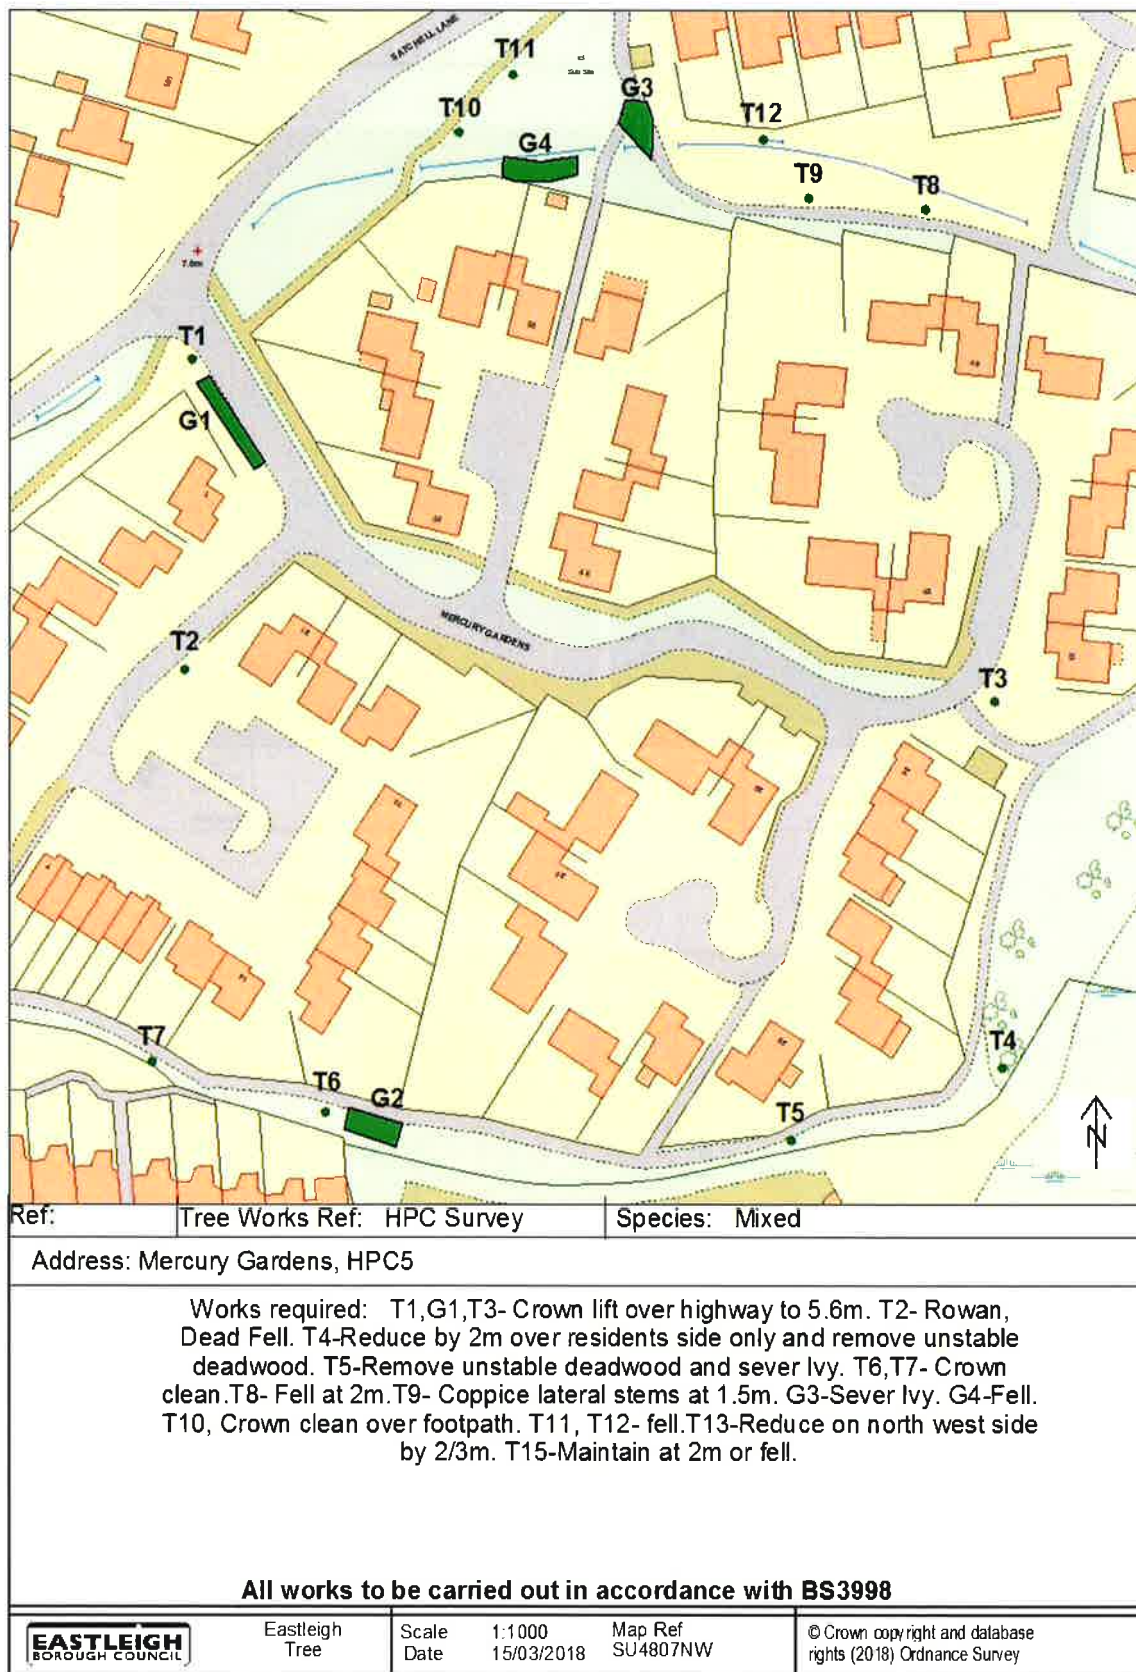 SATCHELL LANE
T11
El
Sub Sta
T10
G3
T12
G4
T9
T8
7.6m
T1
G1
MERCURY GARDENS
T2
T3
T7
T6
G2
T5
T4
N
Ref:
Tree Works Ref: HPC Survey
Species: Mixed
Address: Mercury Gardens, HPC5
Works required: T1,G1,T3- Crown lift over highway to 5.6m. T2- Rowan,
Dead Fell. T4-Reduce by 2m over residents side only and remove unstable
deadwood. T5-Remove unstable deadwood and sever Ivy. T6,T7- Crown
clean.T8- Fell at 2m.T9- Coppice lateral stems at 1.5m. G3-Sever Ivy. G4-Fell.
T10, Crown clean over footpath. T11, T12- fell.T13-Reduce on north west side
by 2/3m. T15-Maintain at 2m or fell.
All works to be carried out in accordance with BS3998
EASTLEIGH
BOROUGH COUNCIL
Eastleigh
Tree
Scale 1:1000
Date 15/03/2018
Map Ref
SU4807NW
© Crown copyright and database
rights (2018) Ordnance Survey